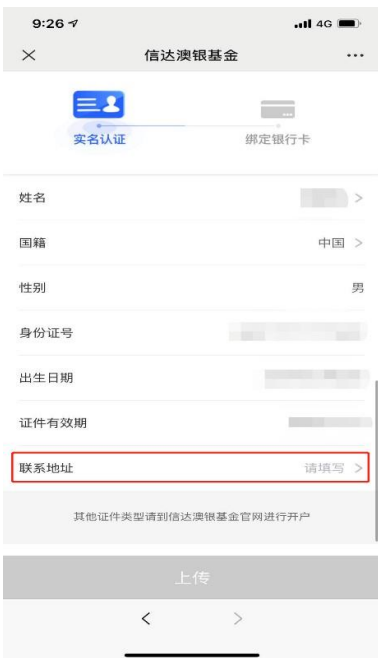 9:26 4G
信达澳银基金
实名认证 绑定银行卡
姓名
国籍 中国
性别 男
身份证号
出生日期
证件有效期
联系地址 请填写
其他证件类型请到信达澳银基金官网进行开户
上传